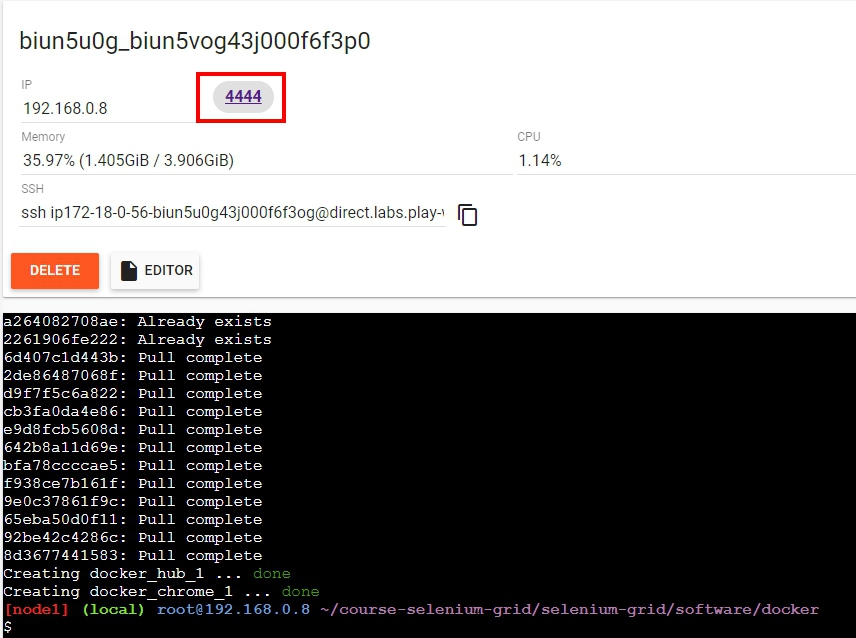 biun5u0g_biun5vog43j000f6f3p0
IP
192.168.0.8
4444
Memory
35.97% (1.405GiB / 3.906GiB)
CPU
1.14%
SSH
ssh ip172-18-0-56-biun5u0g43j000f6f3og@direct.labs.play-w
DELETE
EDITOR
a264082708ae: Already exists
2261906fe222: Already exists
6d407c1d443b: Pull complete
2de86487068f: Pull complete
d9f7f5c6a822: Pull complete
cb3fa0da4e86: Pull complete
e9d8fcb5608d: Pull complete
642b8a11d69e: Pull complete
bfa78ccccae5: Pull complete
f938ce7b161f: Pull complete
9e0c37861f9c: Pull complete
65eba50d0f11: Pull complete
92be42c4286c: Pull complete
8d3677441583: Pull complete
Creating docker_hub_1 ... done
Creating docker_chrome_1 ... done
[node1] (local) root@192.168.0.8 ~/course-selenium-grid/selenium-grid/software/docker
$